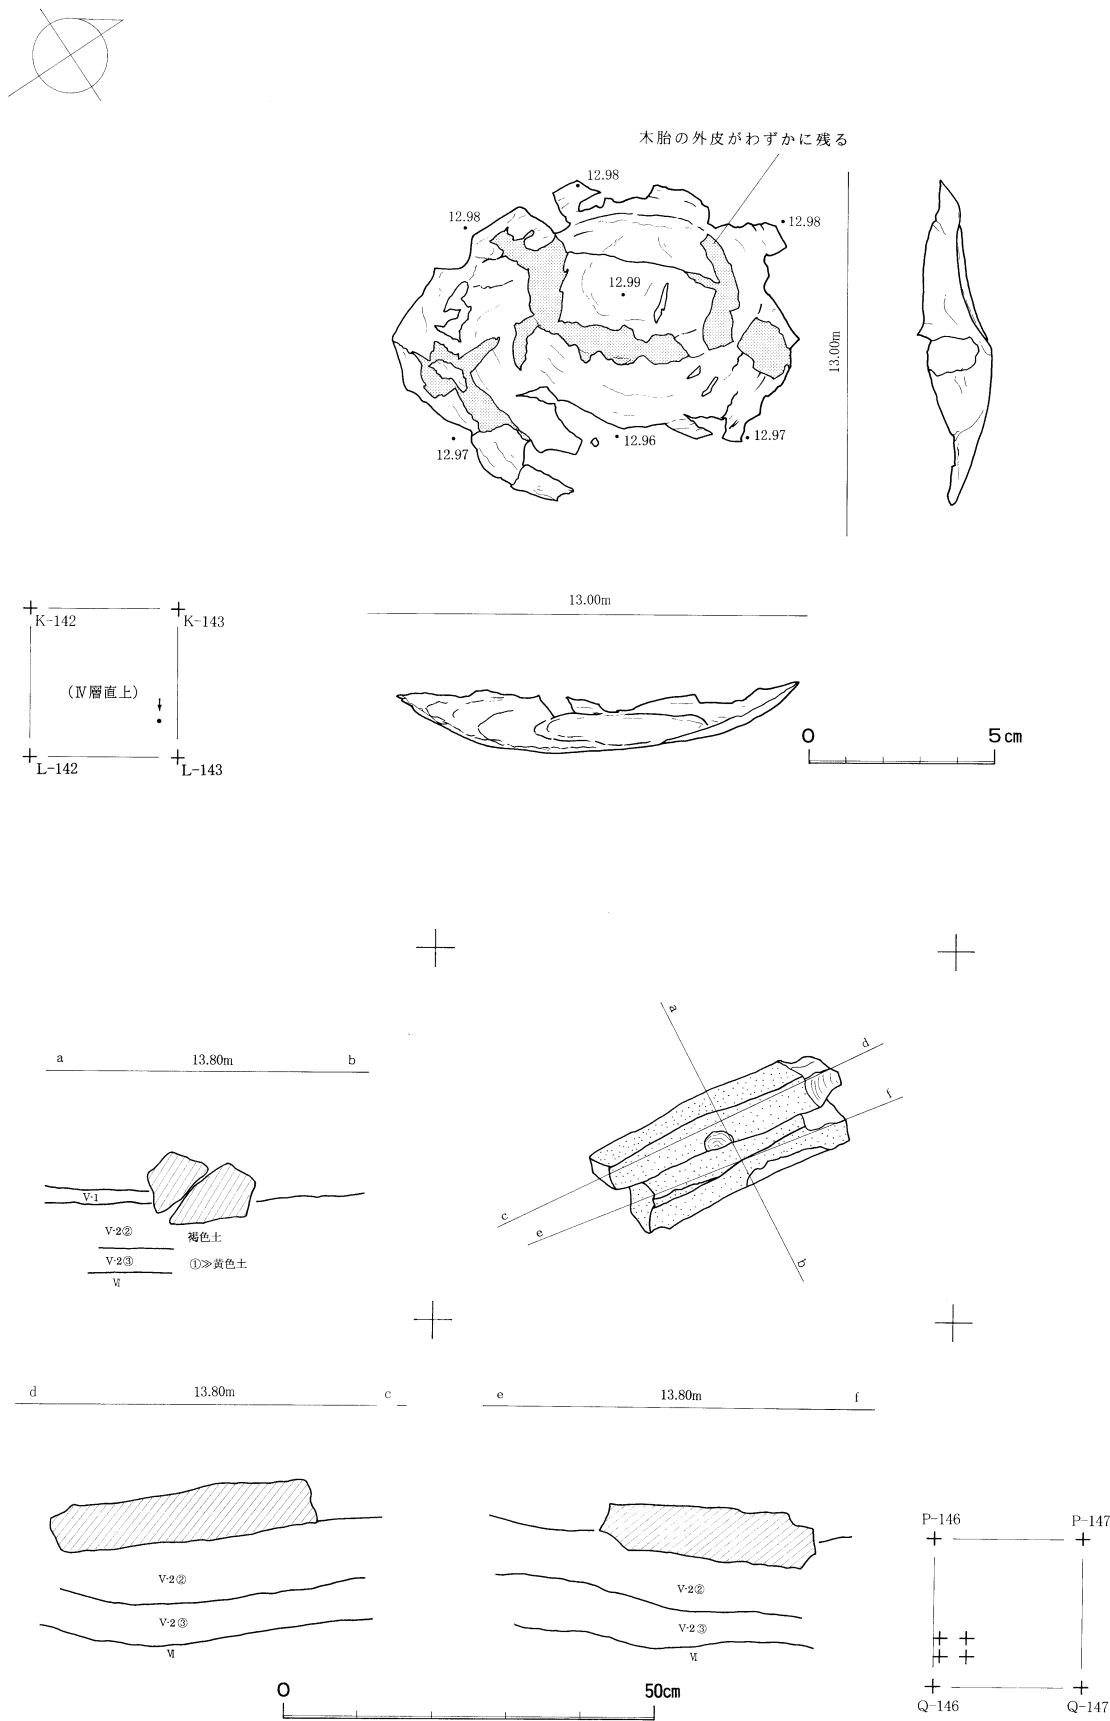 木胎の外皮がわずかに残る
12.98
12.98
12.98
12.99
13.00m
12.97
12.96
12.97
13.00m
K-142
K-143
(Ⅳ層直上)
L-142
L-143
0
5cm
a
13.80m
b
V-1
V-2②
褐色土
V-2③
①≫黄色土
Ⅵ
a
d
f
c
e
b
d
13.80m
c
e
13.80m
f
V-2②
V-2③
Ⅵ
V-2②
V-2③
Ⅵ
P-146
P-147
Q-146
Q-147
0
50cm